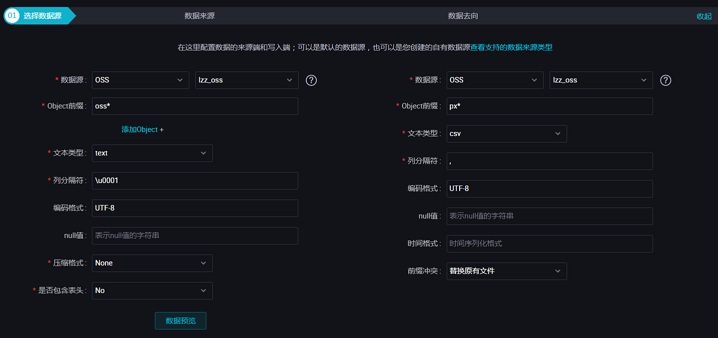 01 选择数据源 数据来源 数据去向 收起
在这里配置数据的来源端和写入端；可以是默认的数据源，也可以是您创建的自有数据源查看支持的数据来源类型
* 数据源： OSS lzz_oss ?
* Object前缀： oss*
添加Object +
* 文本类型： text
* 列分隔符： \u0001
编码格式： UTF-8
null值： 表示null值的字符串
* 压缩格式： None
* 是否包含表头： No
数据预览
* 数据源： OSS lzz_oss ?
* Object前缀： px*
* 文本类型： csv
* 列分隔符： ,
编码格式： UTF-8
null值： 表示null值的字符串
时间格式： 时间序列化格式
前缀冲突： 替换原有文件